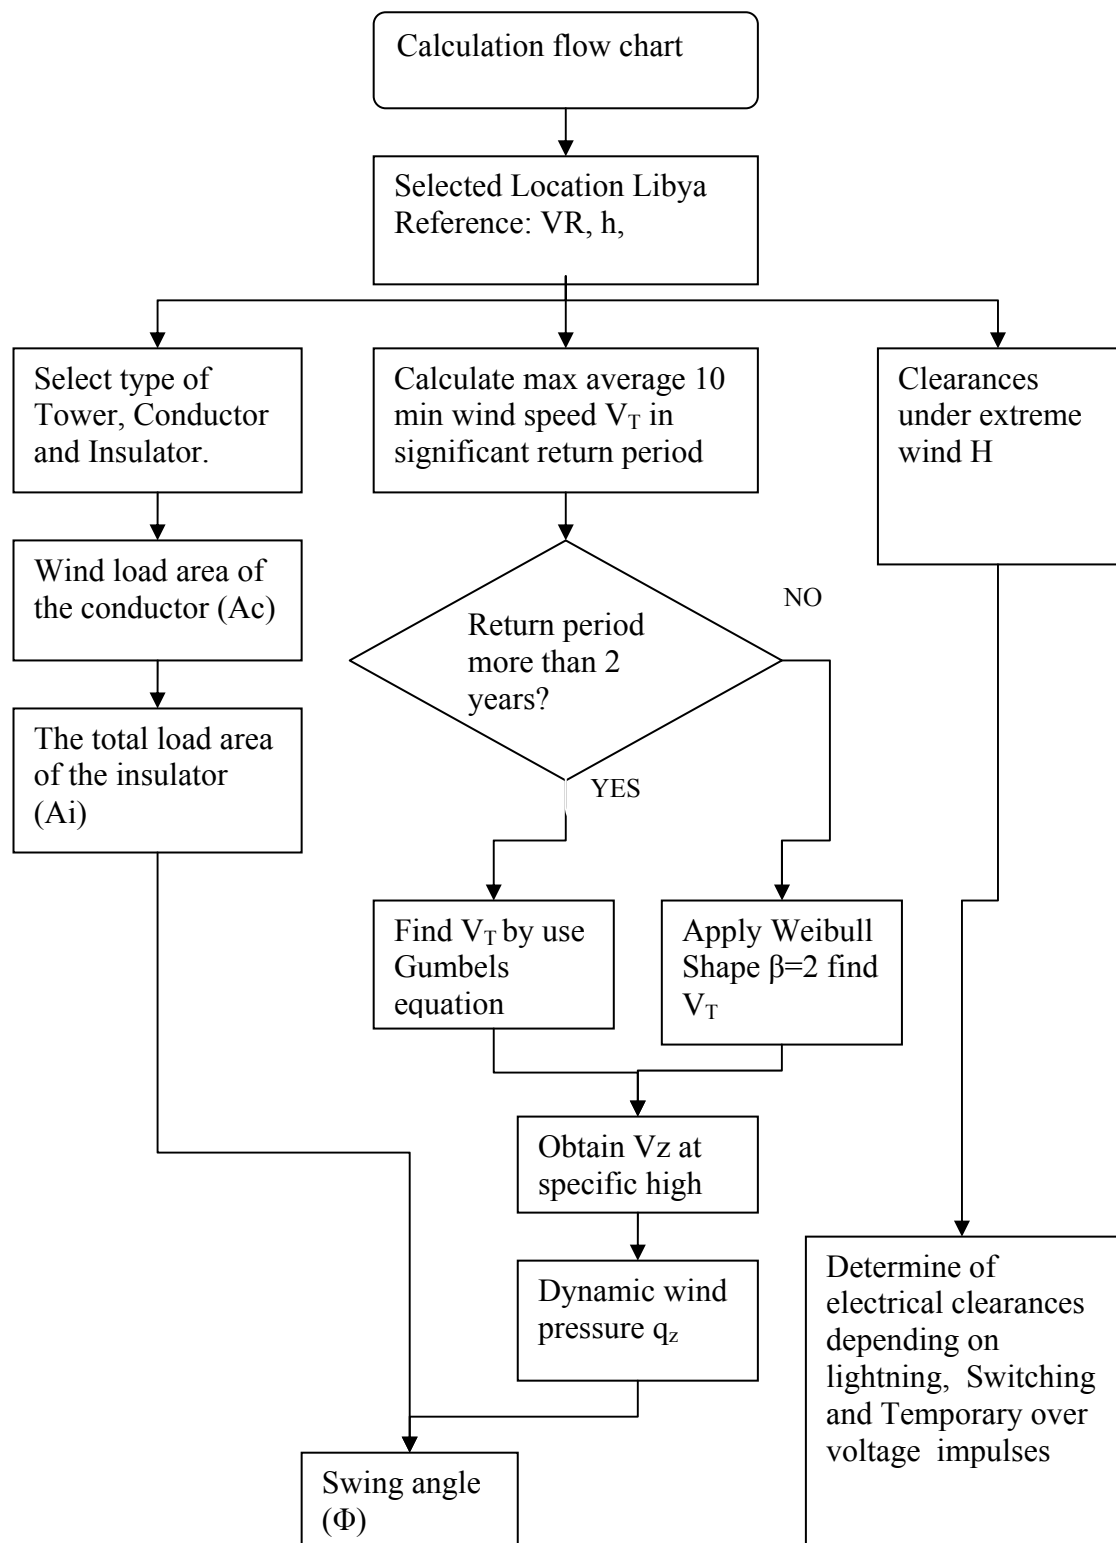 Calculation flow chart
Selected Location Libya
Reference: VR, h,
Select type of
Tower, Conductor
and Insulator.
Calculate max average 10
min wind speed V_T in
significant return period
Clearances
under extreme
wind H
Wind load area of
the conductor (Ac)
NO
Return period
more than 2
years?
The total load area
of the insulator
(Ai)
YES
Find V_T by use
Gumbels
equation
Apply Weibull
Shape β=2 find
V_T
Obtain Vz at
specific high
Dynamic wind
pressure q_z
Determine of
electrical clearances
depending on
lightning,  Switching
and Temporary over
voltage  impulses
Swing angle
(Φ)